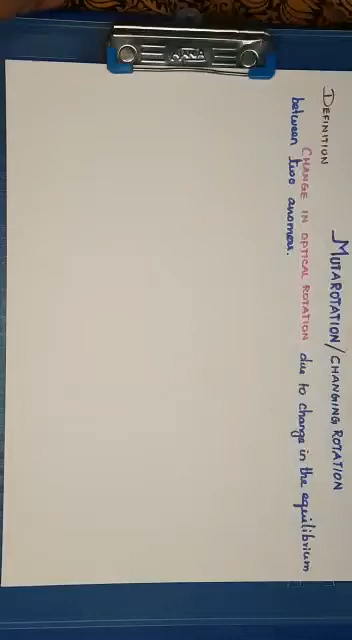 MUTAROTATION/CHANGING ROTATION
DEFINITION
CHANGE IN OPTICAL ROTATION due to change in the equilibrium
between two anomers.